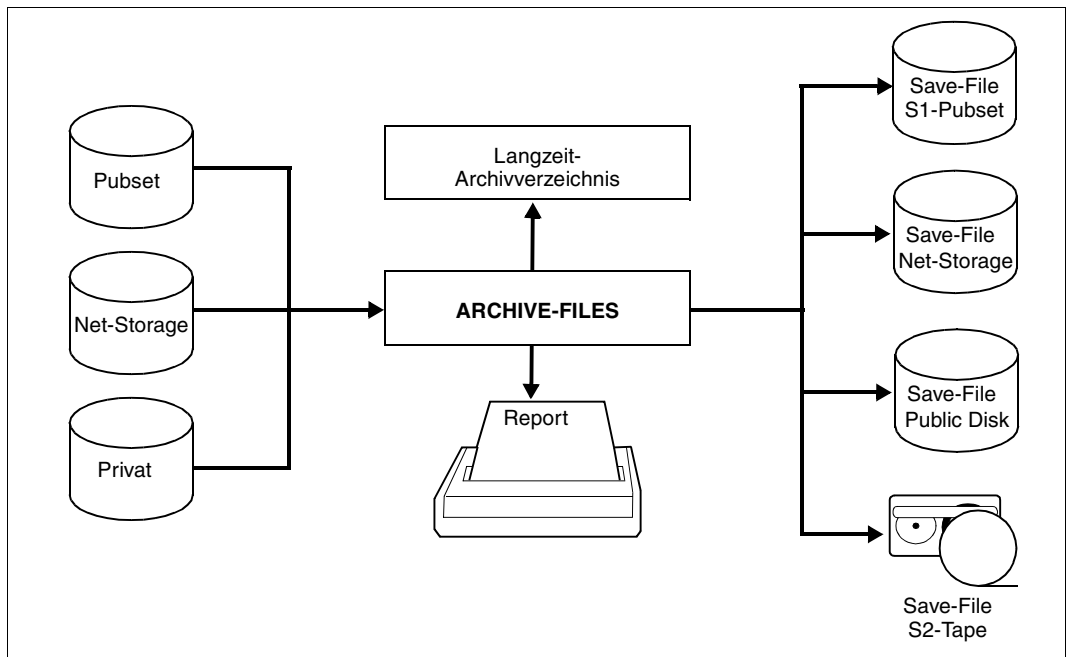 Pubset
Net-Storage
Privat
Langzeit-
Archivverzeichnis
ARCHIVE-FILES
Report
Save-File
S1-Pubset
Save-File
Net-Storage
Save-File
Public Disk
Save-File
S2-Tape